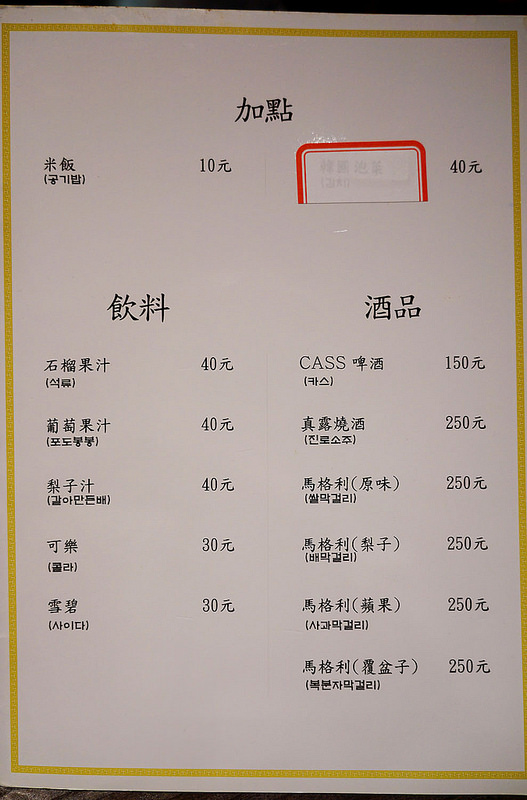 加點
米飯 10元
(공기밥)
韓國泡菜 40元
(김치)
飲料
石榴果汁 40元
(석류)
葡萄果汁 40元
(포도봉봉)
梨子汁 40元
(갈아만든배)
可樂 30元
(콜라)
雪碧 30元
(사이다)
酒品
CASS 啤酒 150元
(카스)
真露燒酒 250元
(진로소주)
馬格利(原味) 250元
(쌀막걸리)
馬格利(梨子) 250元
(배막걸리)
馬格利(蘋果) 250元
(사과막걸리)
馬格利(覆盆子) 250元
(복분자막걸리)